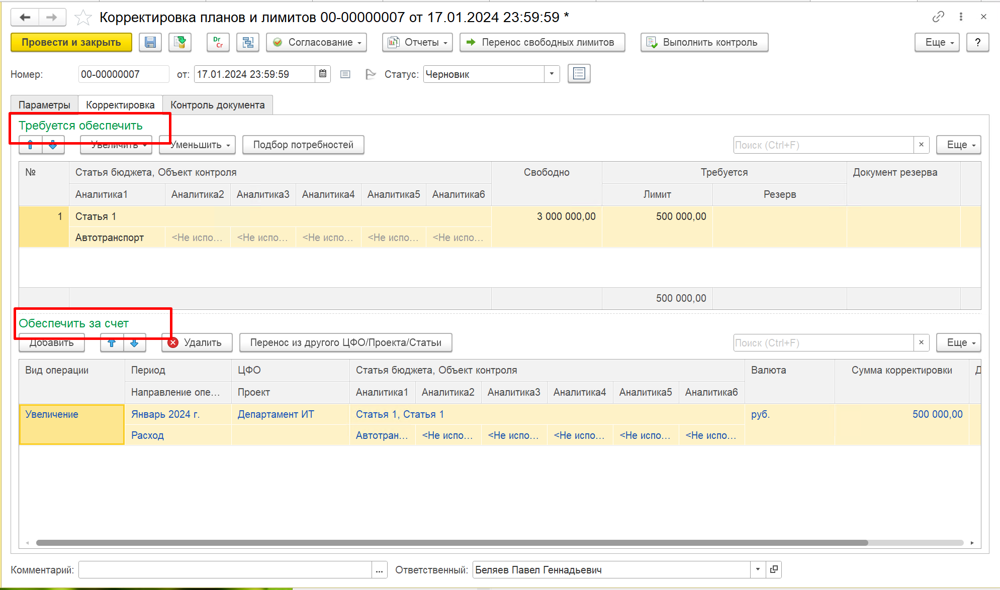 Корректировка планов и лимитов 00-00000007 от 17.01.2024 23:59:59 *
Провести и закрыть Dr Cr Согласование Отчеты Перенос свободных лимитов Выполнить контроль Еще ?
Номер: 00-00000007 от: 17.01.2024 23:59:59 Статус: Черновик
Параметры Корректировка Контроль документа
Требуется обеспечить
Увеличить Уменьшить Подбор потребностей Поиск (Ctrl+F) × Еще
№ Статья бюджета, Объект контроля Свободно Требуется Документ резерва
Аналитика1 Аналитика2 Аналитика3 Аналитика4 Аналитика5 Аналитика6 Лимит Резерв
1 Статья 1 3 000 000,00 500 000,00
Автотранспорт <Не испо... <Не испо... <Не испо... <Не испо... <Не испо...
500 000,00
Обеспечить за счет
Добавить Удалить Перенос из другого ЦФО/Проекта/Статьи Поиск (Ctrl+F) × Еще
Вид операции Период ЦФО Статья бюджета, Объект контроля Валюта Сумма корректировки Д
Направление опе... Проект Аналитика1 Аналитика2 Аналитика3 Аналитика4 Аналитика5 Аналитика6
Увеличение Январь 2024 г. Департамент ИТ Статья 1, Статья 1 руб. 500 000,00
Расход Автотран... <Не испо... <Не испо... <Не испо... <Не испо... <Не испо...
Комментарий: ... Ответственный: Беляев Павел Геннадьевич